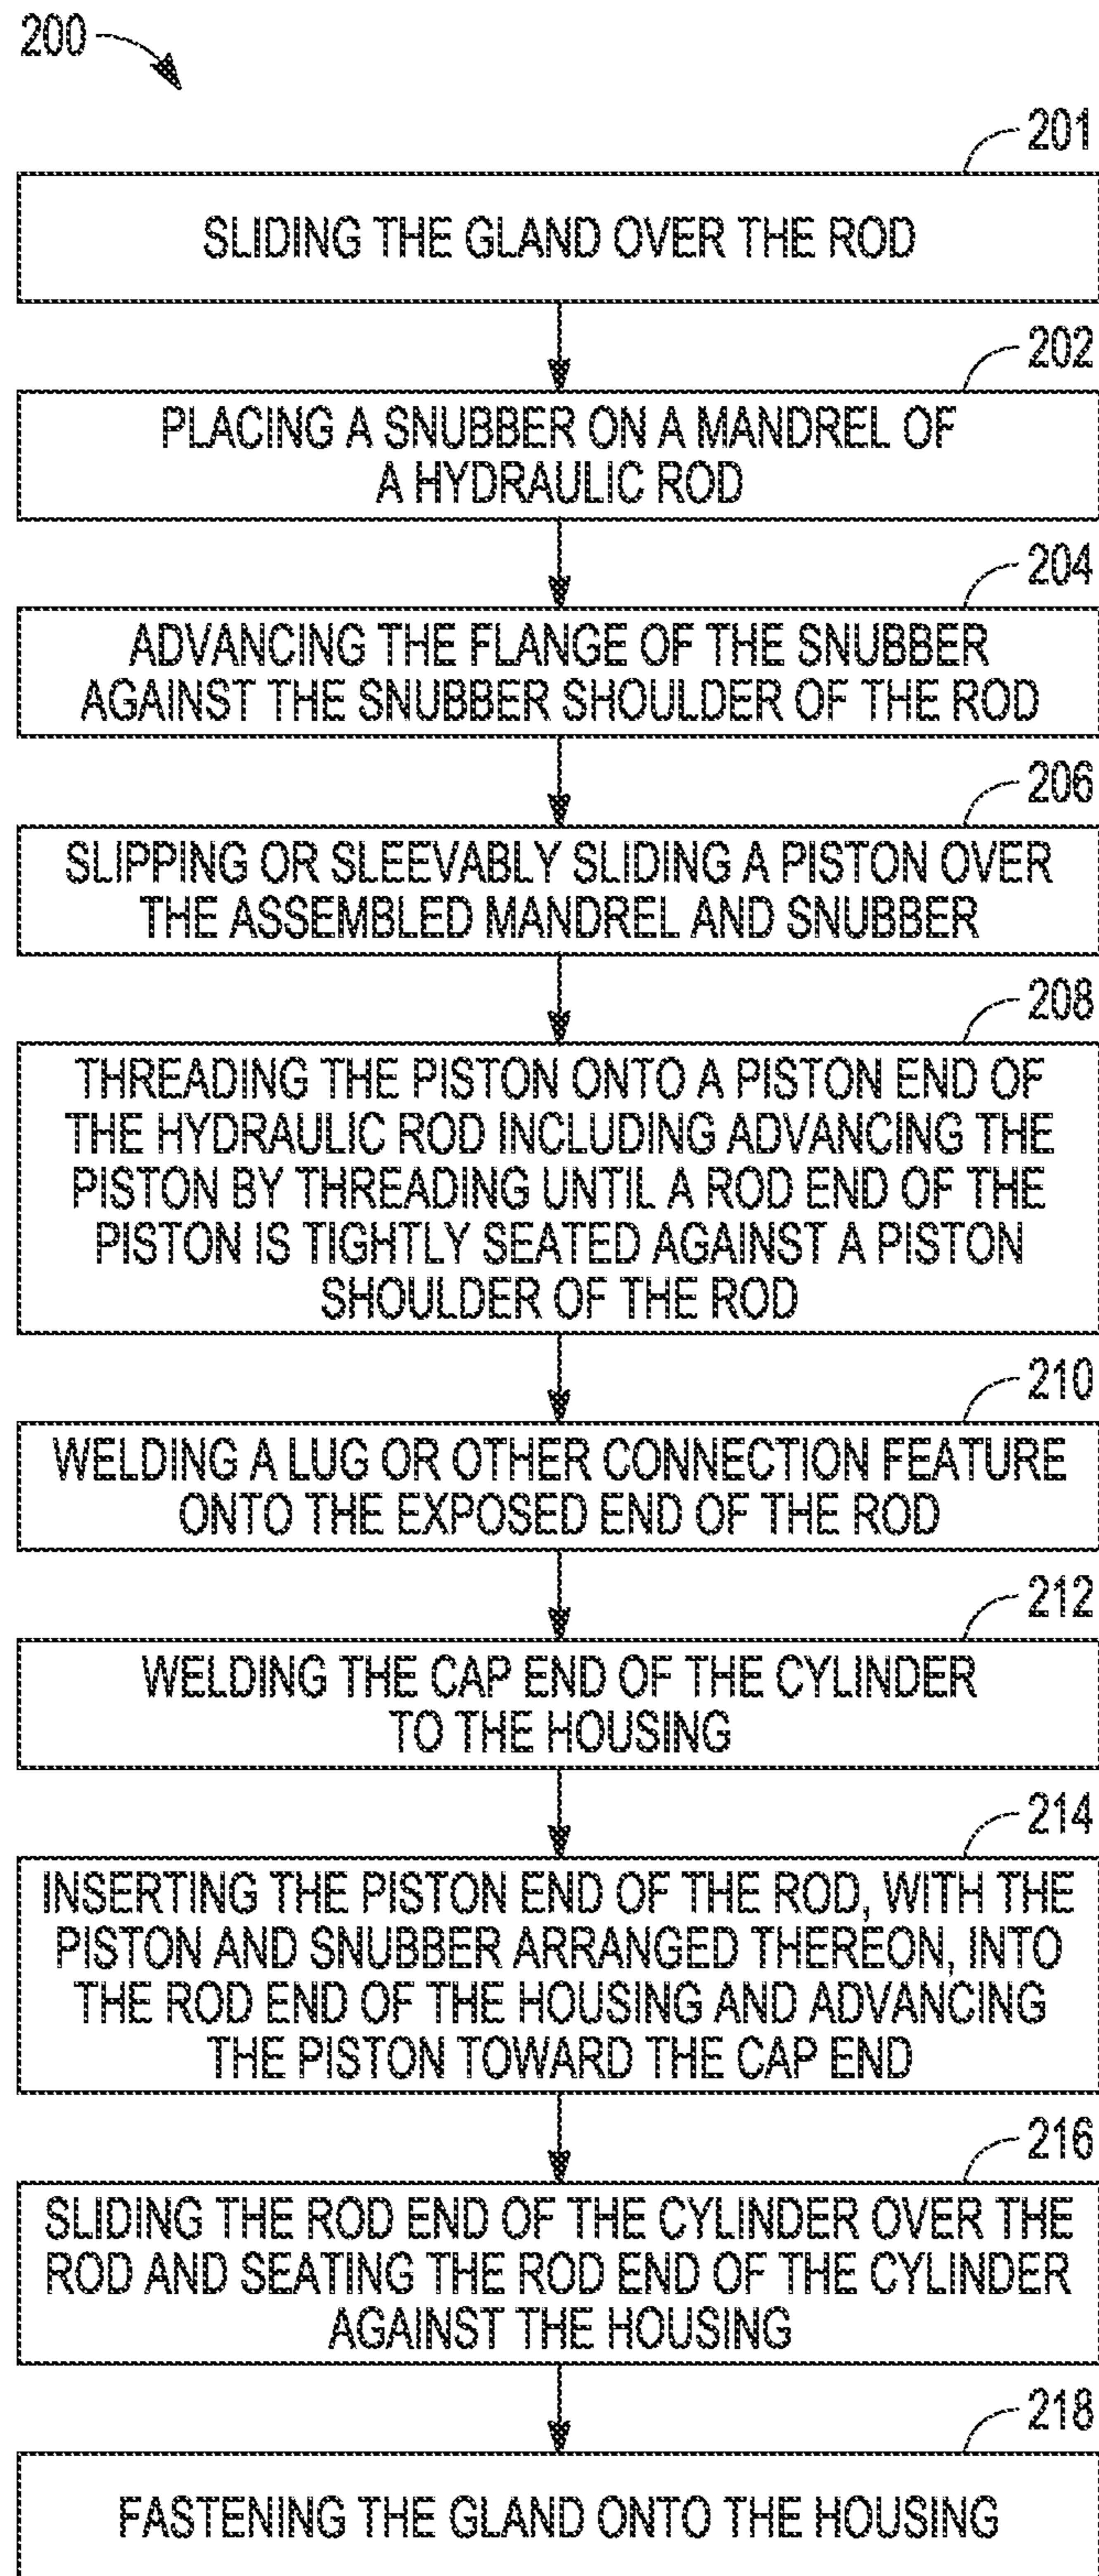 200
201
SLIDING THE GLAND OVER THE ROD
202
PLACING A SNUBBER ON A MANDREL OF
A HYDRAULIC ROD
204
ADVANCING THE FLANGE OF THE SNUBBER
AGAINST THE SNUBBER SHOULDER OF THE ROD
206
SLIPPING OR SLEEVABLY SLIDING A PISTON OVER
THE ASSEMBLED MANDREL AND SNUBBER
208
THREADING THE PISTON ONTO A PISTON END OF
THE HYDRAULIC ROD INCLUDING ADVANCING THE
PISTON BY THREADING UNTIL A ROD END OF THE
PISTON IS TIGHTLY SEATED AGAINST A PISTON
SHOULDER OF THE ROD
210
WELDING A LUG OR OTHER CONNECTION FEATURE
ONTO THE EXPOSED END OF THE ROD
212
WELDING THE CAP END OF THE CYLINDER
TO THE HOUSING
214
INSERTING THE PISTON END OF THE ROD, WITH THE
PISTON AND SNUBBER ARRANGED THEREON, INTO
THE ROD END OF THE HOUSING AND ADVANCING
THE PISTON TOWARD THE CAP END
216
SLIDING THE ROD END OF THE CYLINDER OVER THE
ROD AND SEATING THE ROD END OF THE CYLINDER
AGAINST THE HOUSING
218
FASTENING THE GLAND ONTO THE HOUSING